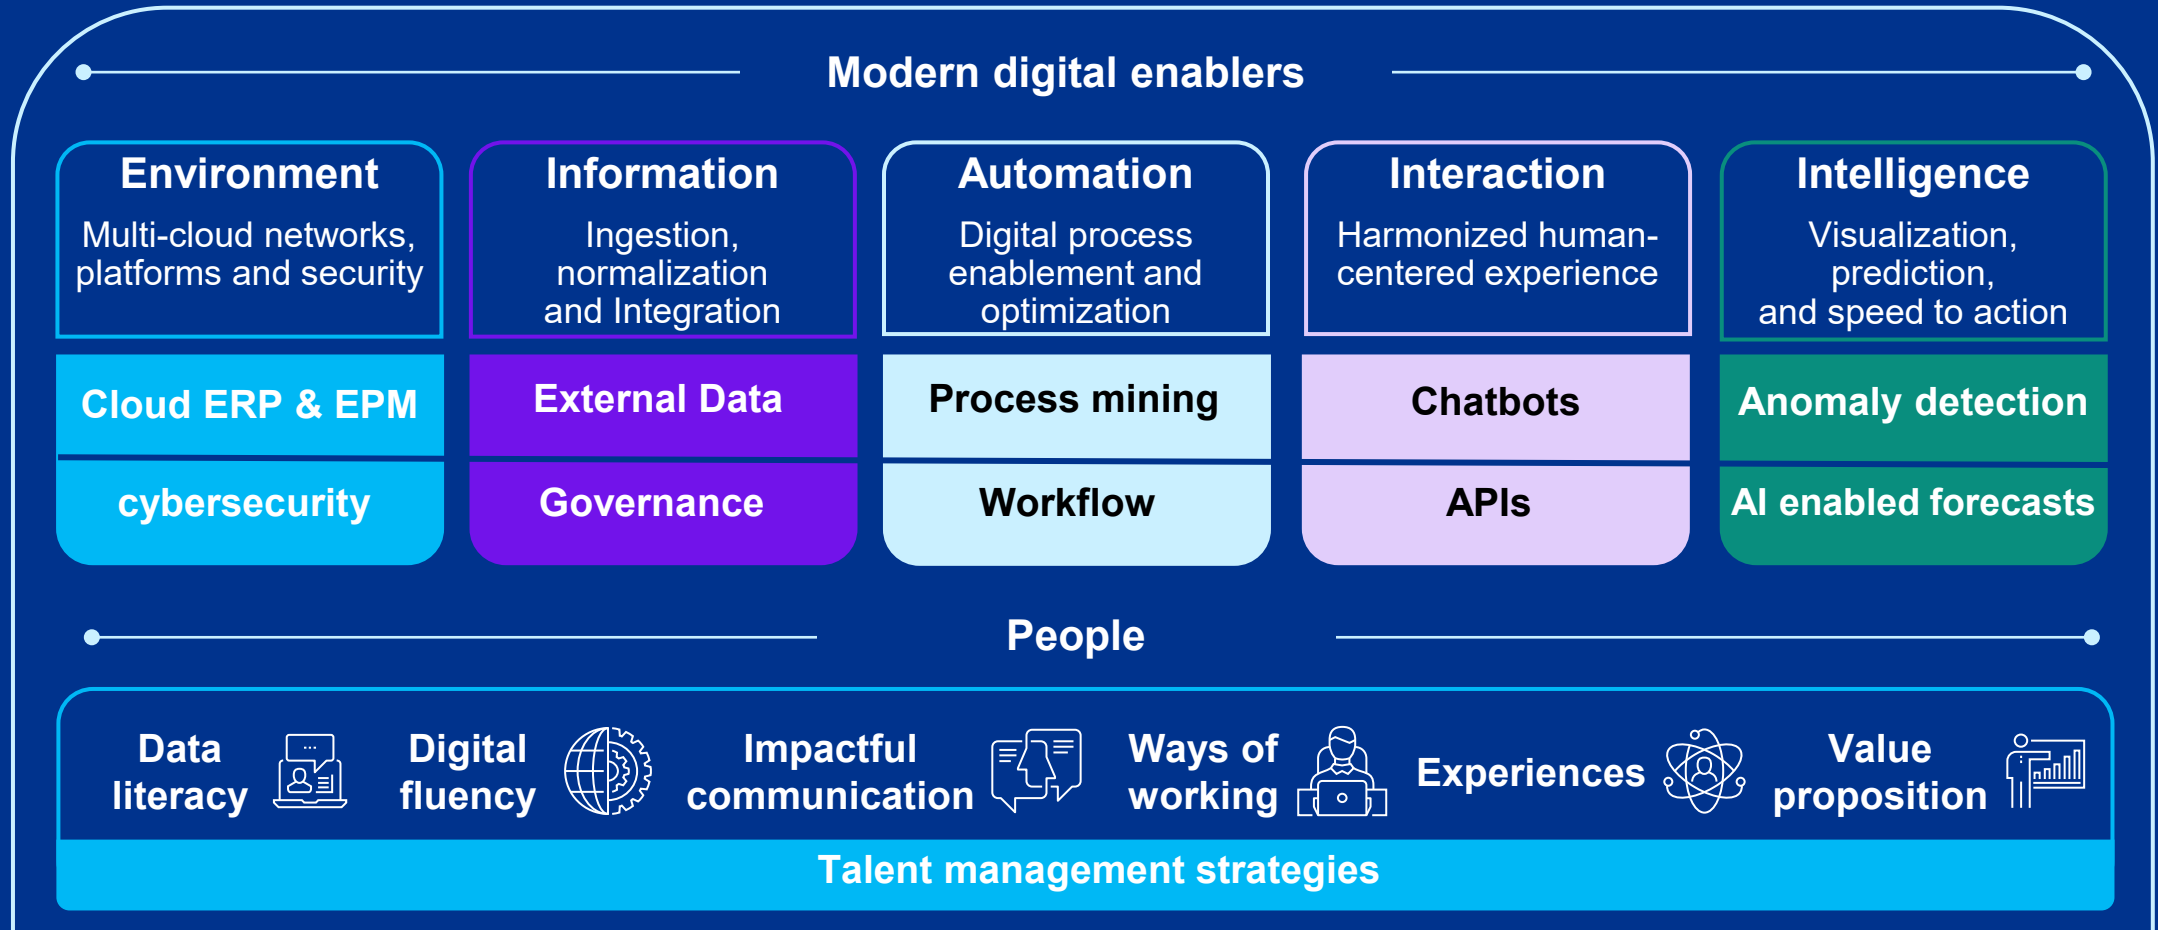 Modern digital enablers
Environment
Multi-cloud networks,
platforms and security
Cloud ERP & EPM
cybersecurity
Information
Ingestion,
normalization
and Integration
External Data
Governance
Automation
Digital process
enablement and
optimization
Process mining
Workflow
Interaction
Harmonized human-
centered experience
Chatbots
APIs
Intelligence
Visualization,
prediction,
and speed to action
Anomaly detection
AI enabled forecasts
People
Data
literacy
Digital
fluency
Impactful
communication
Ways of
working
Experiences
Value
proposition
Talent management strategies